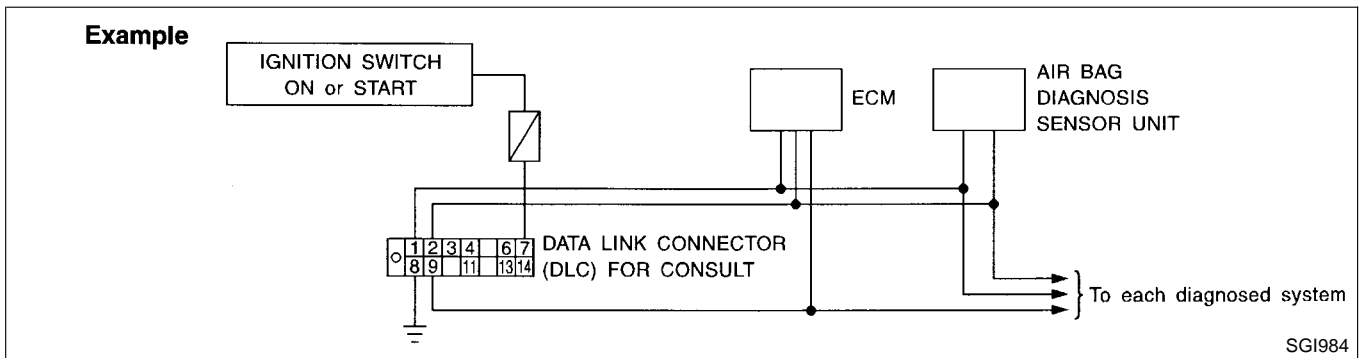 Example
IGNITION SWITCH
ON or START
ECM
AIR BAG
DIAGNOSIS
SENSOR UNIT
1 2 3 4 6 7
8 9 11 13 14
DATA LINK CONNECTOR
(DLC) FOR CONSULT
To each diagnosed system
SGI984